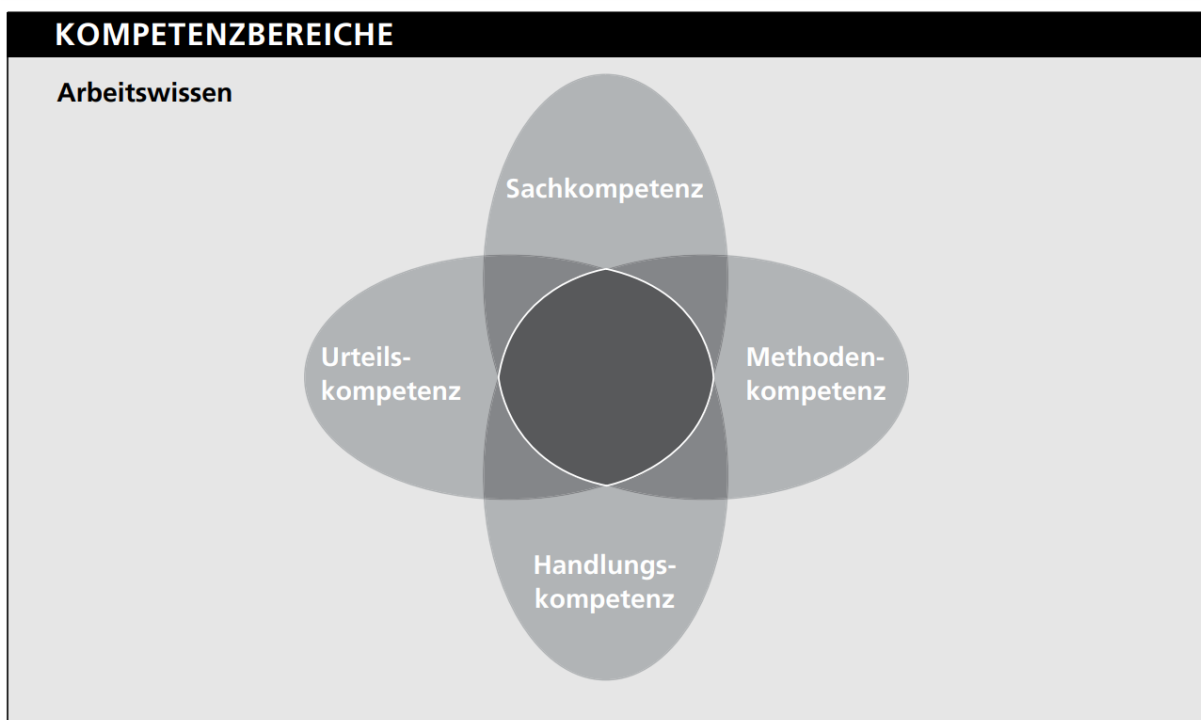 KOMPETENZBEREICHE
Arbeitswissen
Sachkompetenz
Urteils-
kompetenz
Methoden-
kompetenz
Handlungs-
kompetenz